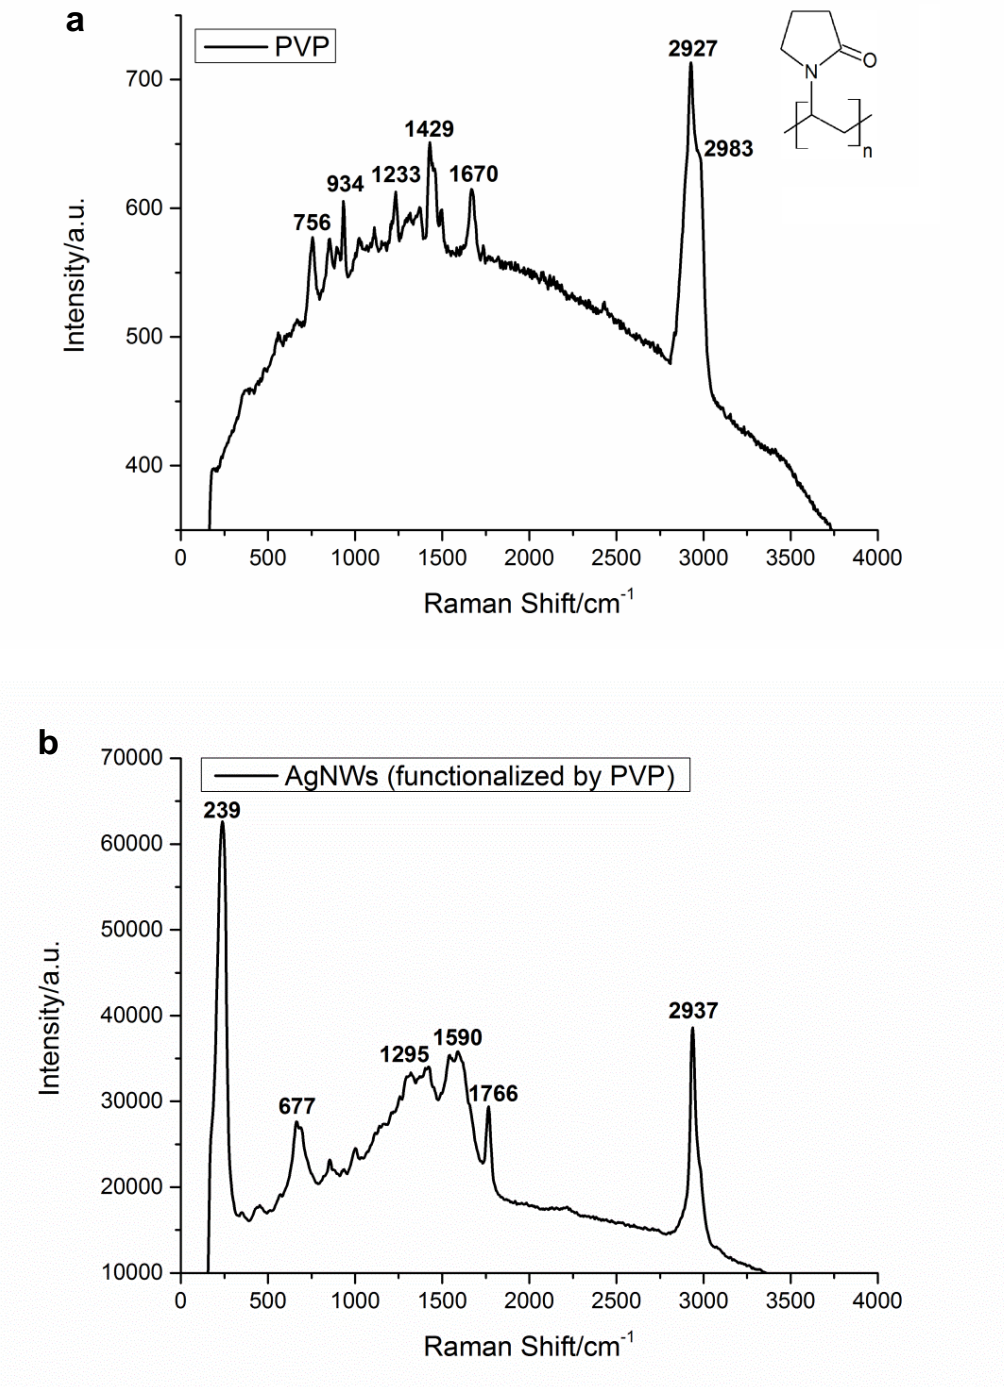 a
PVP
2927
2983
1429
1670
1233
934
756
N
O
n
700
600
500
400
Intensity/a.u.
0 500 1000 1500 2000 2500 3000 3500 4000
Raman Shift/cm⁻¹
b
AgNWs (functionalized by PVP)
239
2937
1590
1295
1766
677
70000
60000
50000
40000
30000
20000
10000
Intensity/a.u.
0 500 1000 1500 2000 2500 3000 3500 4000
Raman Shift/cm⁻¹